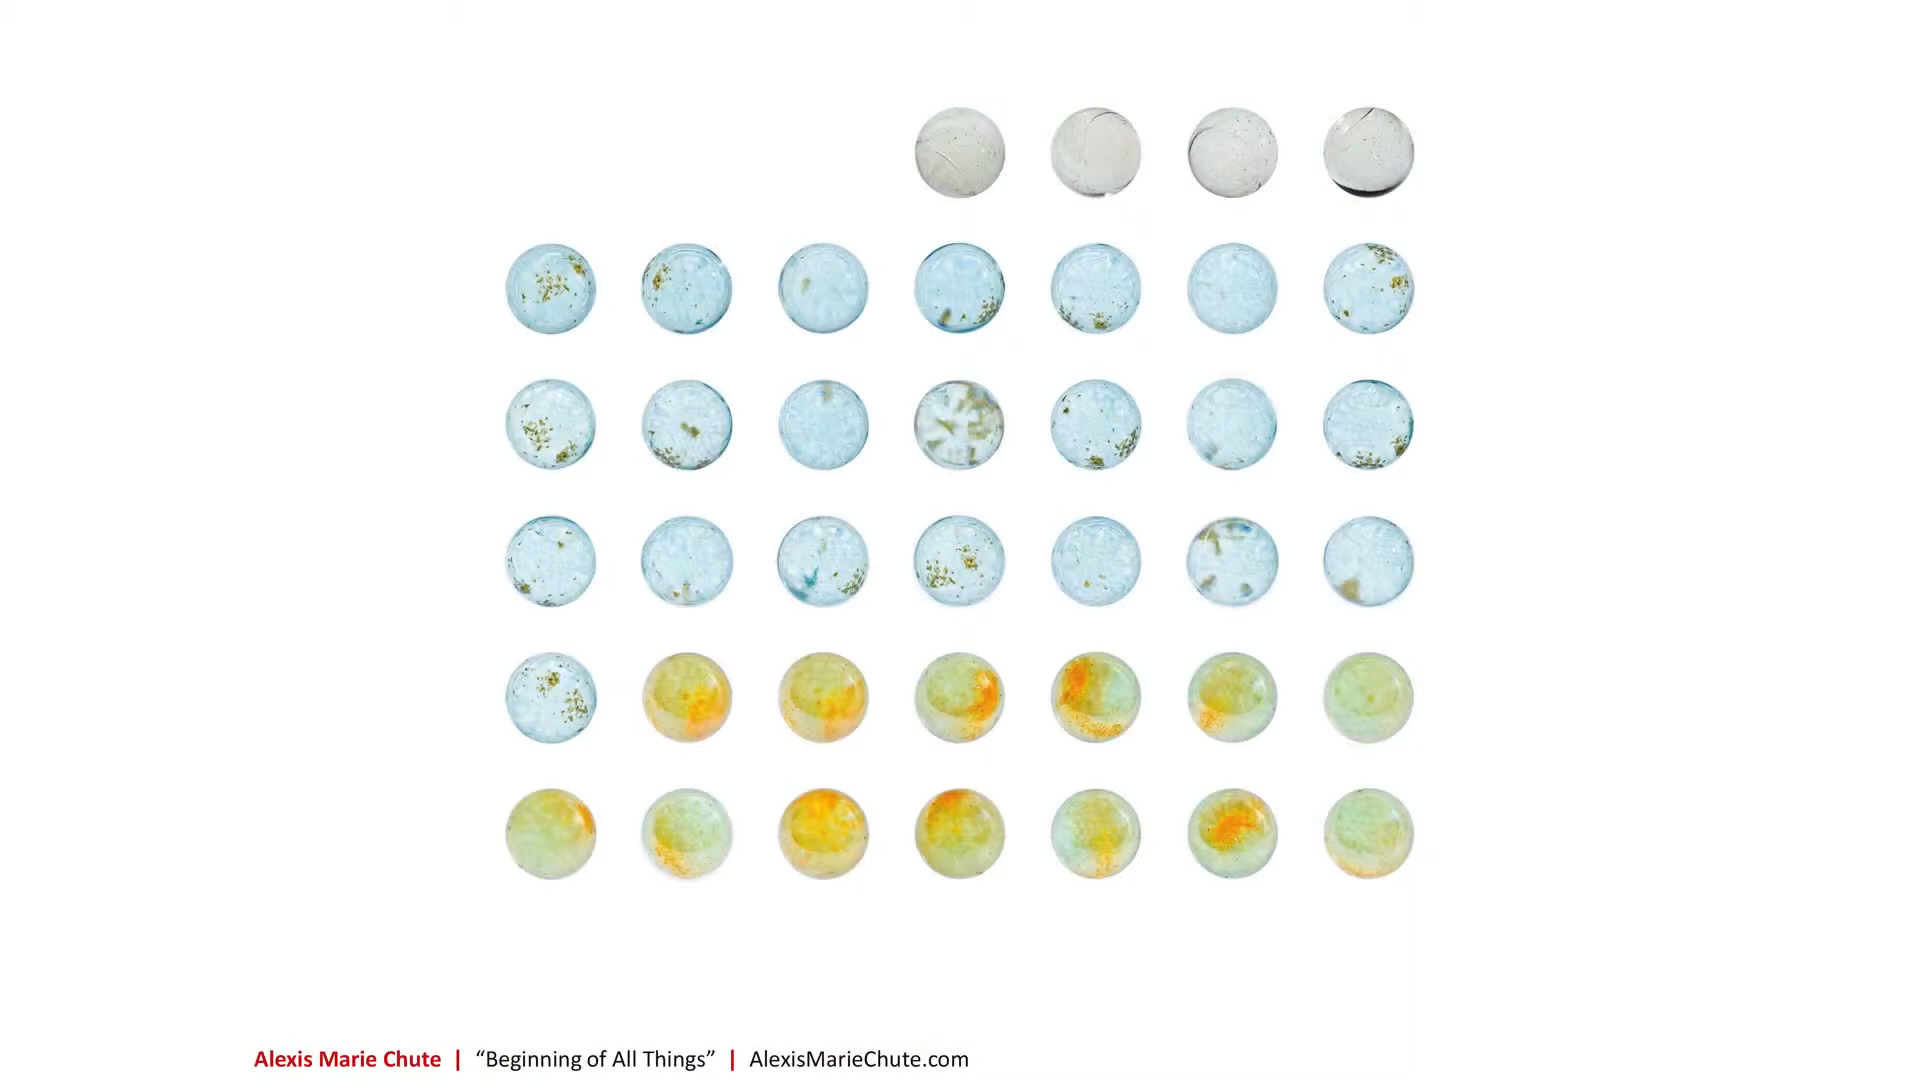 Alexis Marie Chute | “Beginning of All Things” | AlexisMarieChute.com